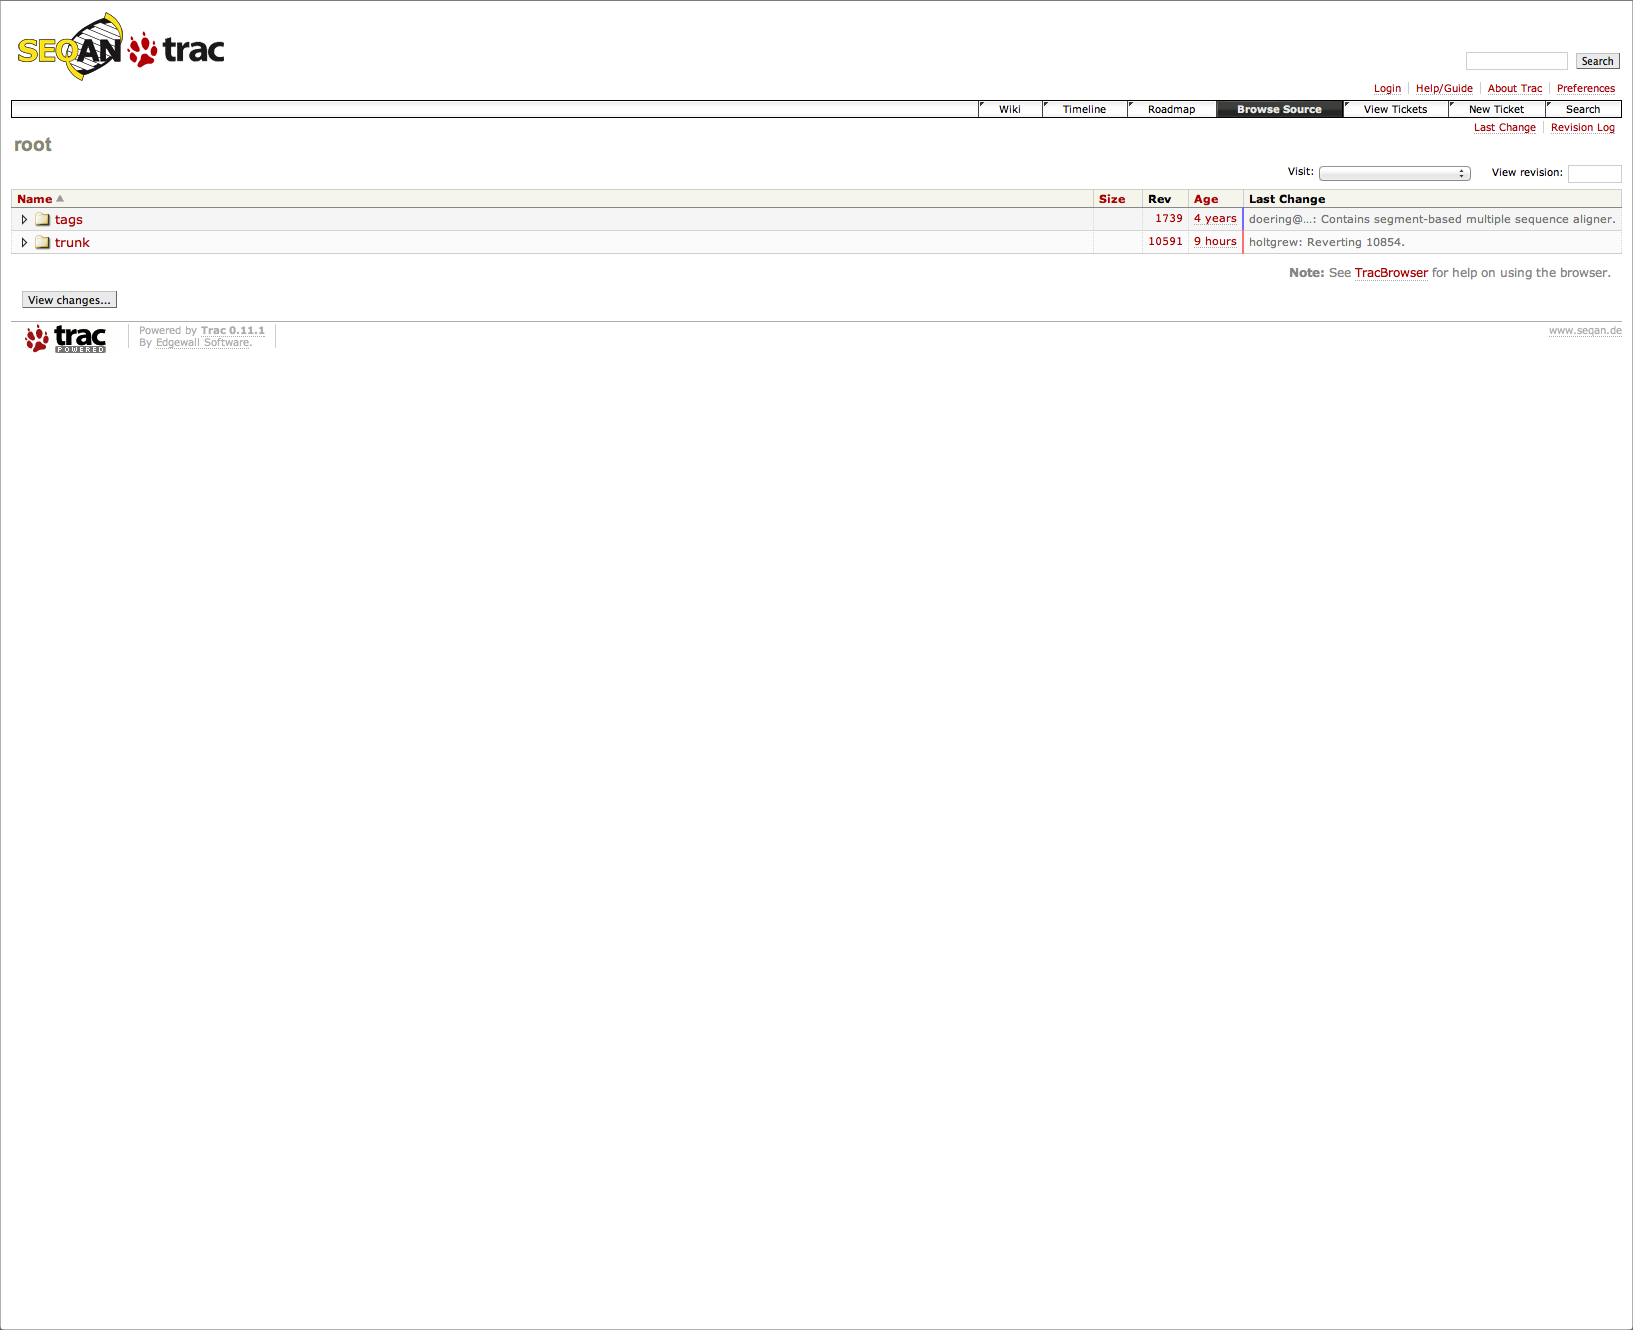 SEQAN trac
Search
Login Help/Guide About Trac Preferences
Wiki Timeline Roadmap Browse Source View Tickets New Ticket Search
Last Change Revision Log
root
Visit: View revision:
Name Size Rev Age Last Change
tags 1739 4 years doering@...: Contains segment-based multiple sequence aligner.
trunk 10591 9 hours holtgrew: Reverting 10854.
Note: See TracBrowser for help on using the browser.
View changes...
trac POWERED
Powered by Trac 0.11.1
By Edgewall Software.
www.seqan.de